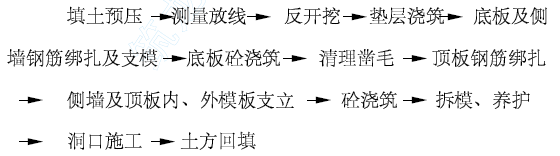 填土预压→测量放线→反开挖→垫层浇筑→底板及侧
墙钢筋绑扎及支模→底板砼浇筑→清理凿毛→顶板钢筋绑扎
→侧墙及顶板内、外模板支立→砼浇筑→拆模、养护
→洞口施工→土方回填